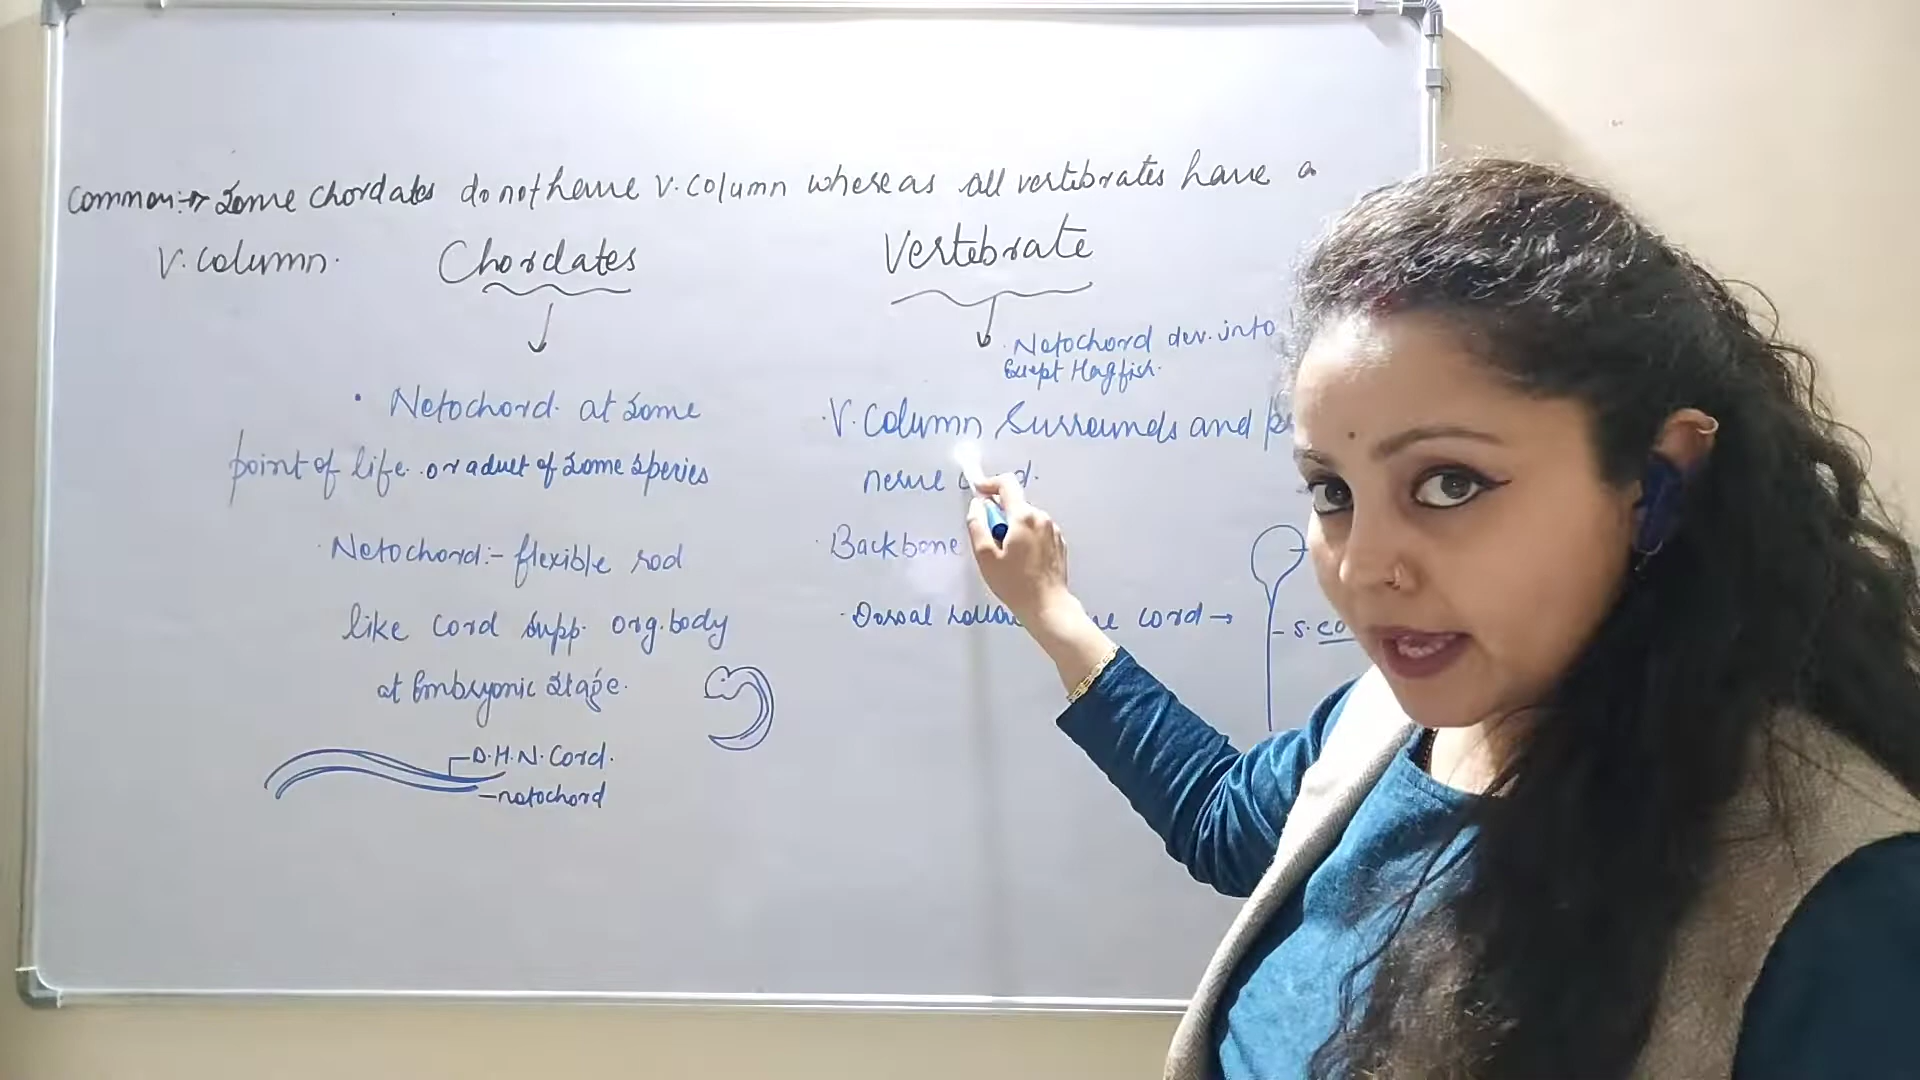 Common:→ Some chordates do not have V. Column whereas all vertebrates have a
V. Column.
Chordates
Vertebrate
. Notochord dev. into
Except Hagfish.
• Notochord at some
point of life or adult of some species
. Notochord:- flexible rod
like cord supp. org. body
at Embryonic Stage.
D.H.N. Cord.
- notochord
. V. Column Surrounds and
nerve
. Backbone
. Dorsal cord →
- S.